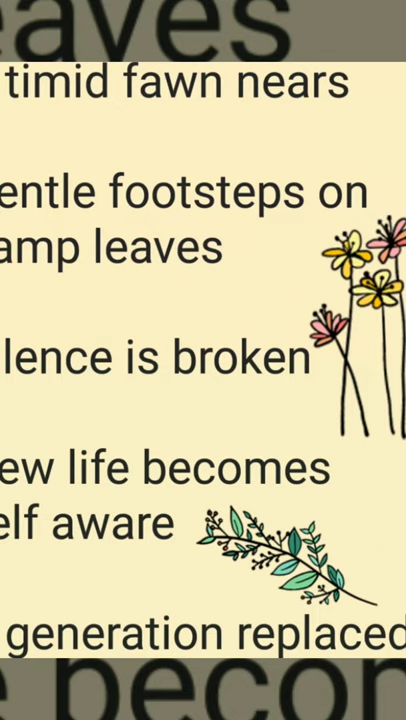 eaves
timid fawn nears
entle footsteps on
amp leaves
lence is broken
ew life becomes
elf aware
generation replaced
e becon